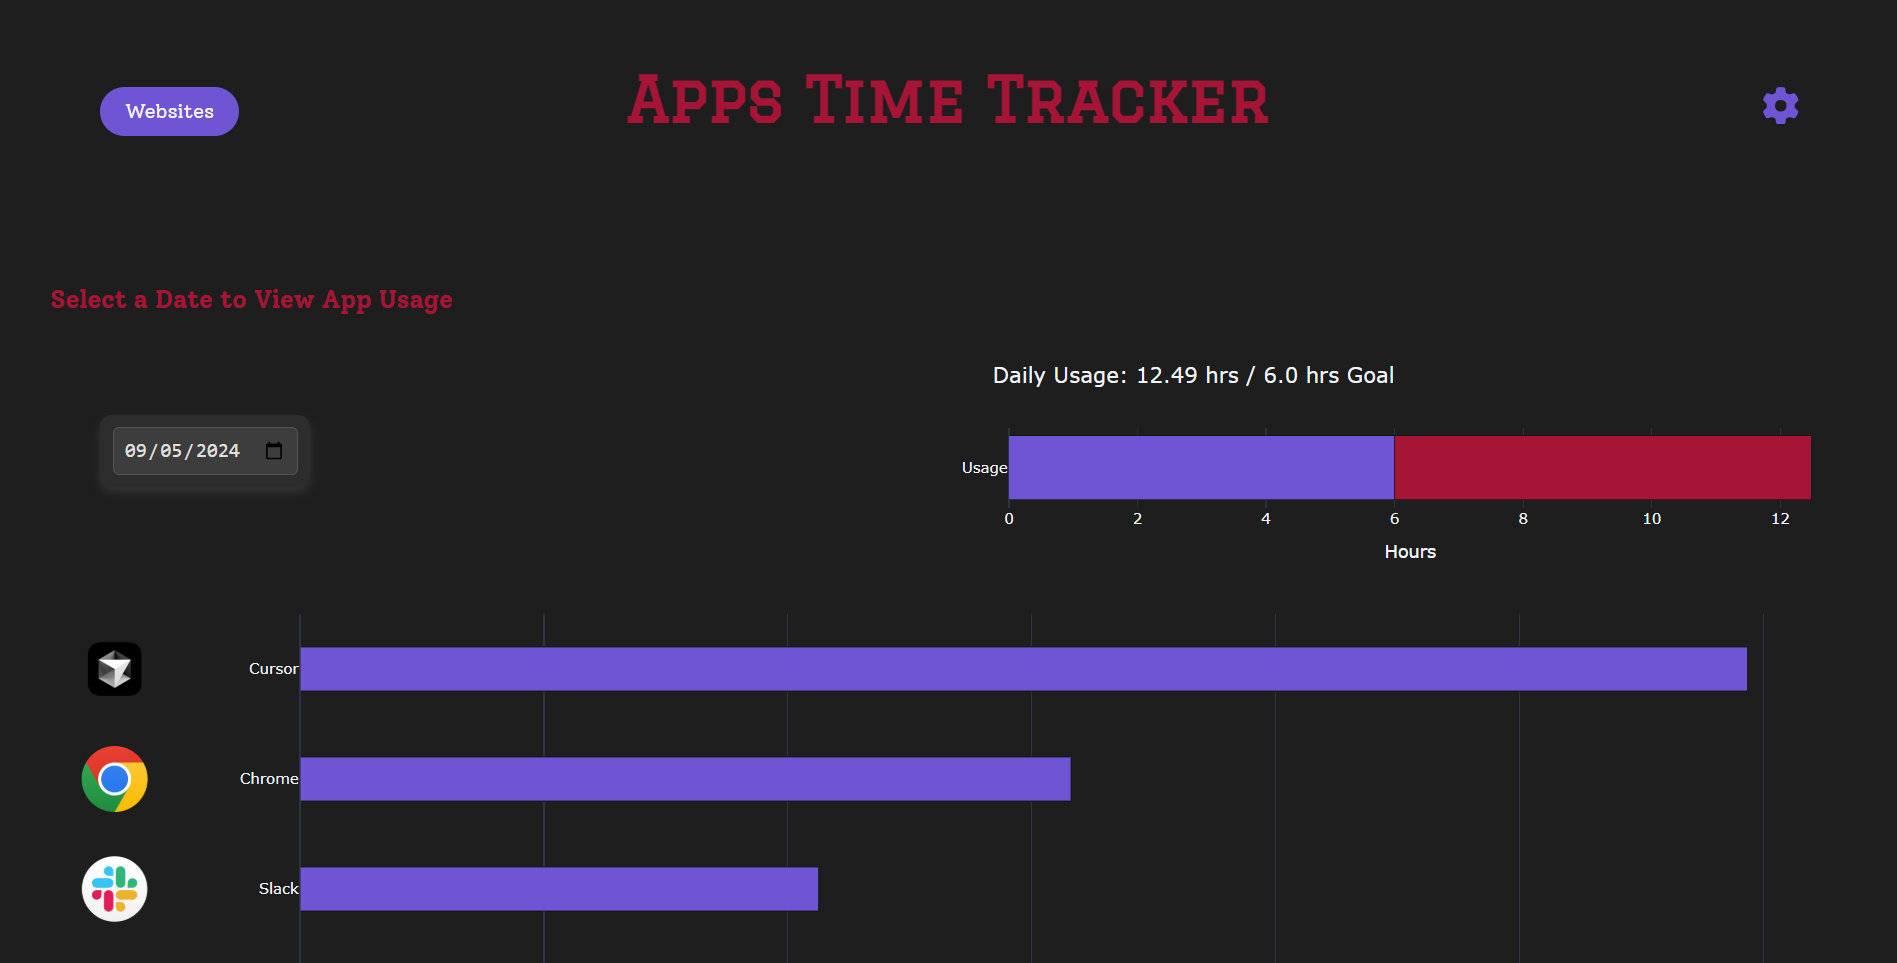 Websites
Apps Time Tracker
Select a Date to View App Usage
Daily Usage: 12.49 hrs / 6.0 hrs Goal
09/05/2024
Usage
0 2 4 6 8 10 12
Hours
Cursor
Chrome
Slack